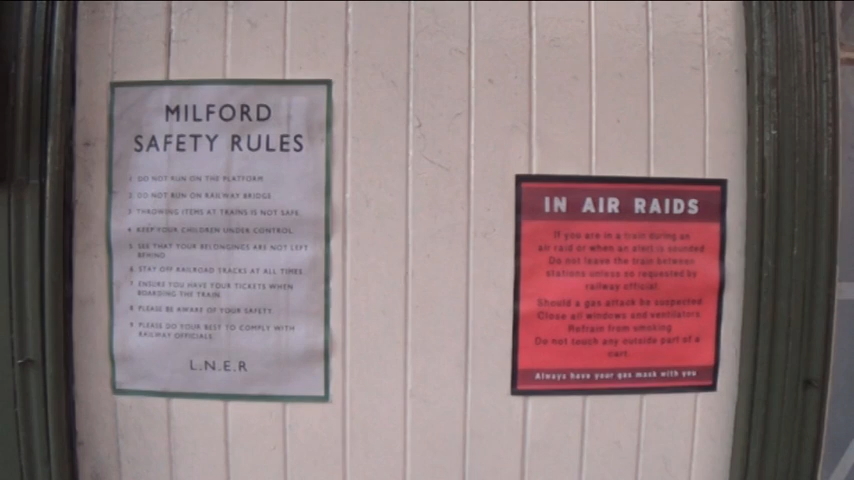 MILFORD
SAFETY RULES
1. DO NOT RUN ON THE PLATFORM.
2. DO NOT RUN ON RAILWAY BRIDGE.
3. THROWING ITEMS AT TRAINS IS NOT SAFE.
4. KEEP YOUR CHILDREN UNDER CONTROL.
5. SEE THAT YOUR BELONGINGS ARE NOT LEFT
BEHIND
6. STAY OFF RAILROAD TRACKS AT ALL TIMES.
7. ENSURE YOU HAVE YOUR TICKETS WHEN
BOARDING THE TRAIN.
8. PLEASE BE AWARE OF YOUR SAFETY.
9. PLEASE DO YOUR BEST TO COMPLY WITH
RAILWAY OFFICIALS.
L.N.E.R
IN AIR RAIDS
If you are in a train during an
air raid or when an alert is sounded
Do not leave the train between
stations unless so requested by
railway official.
Should a gas attack be suspected
Close all windows and ventilators
Refrain from smoking
Do not touch any outside part of a
cart.
Always have your gas mask with you